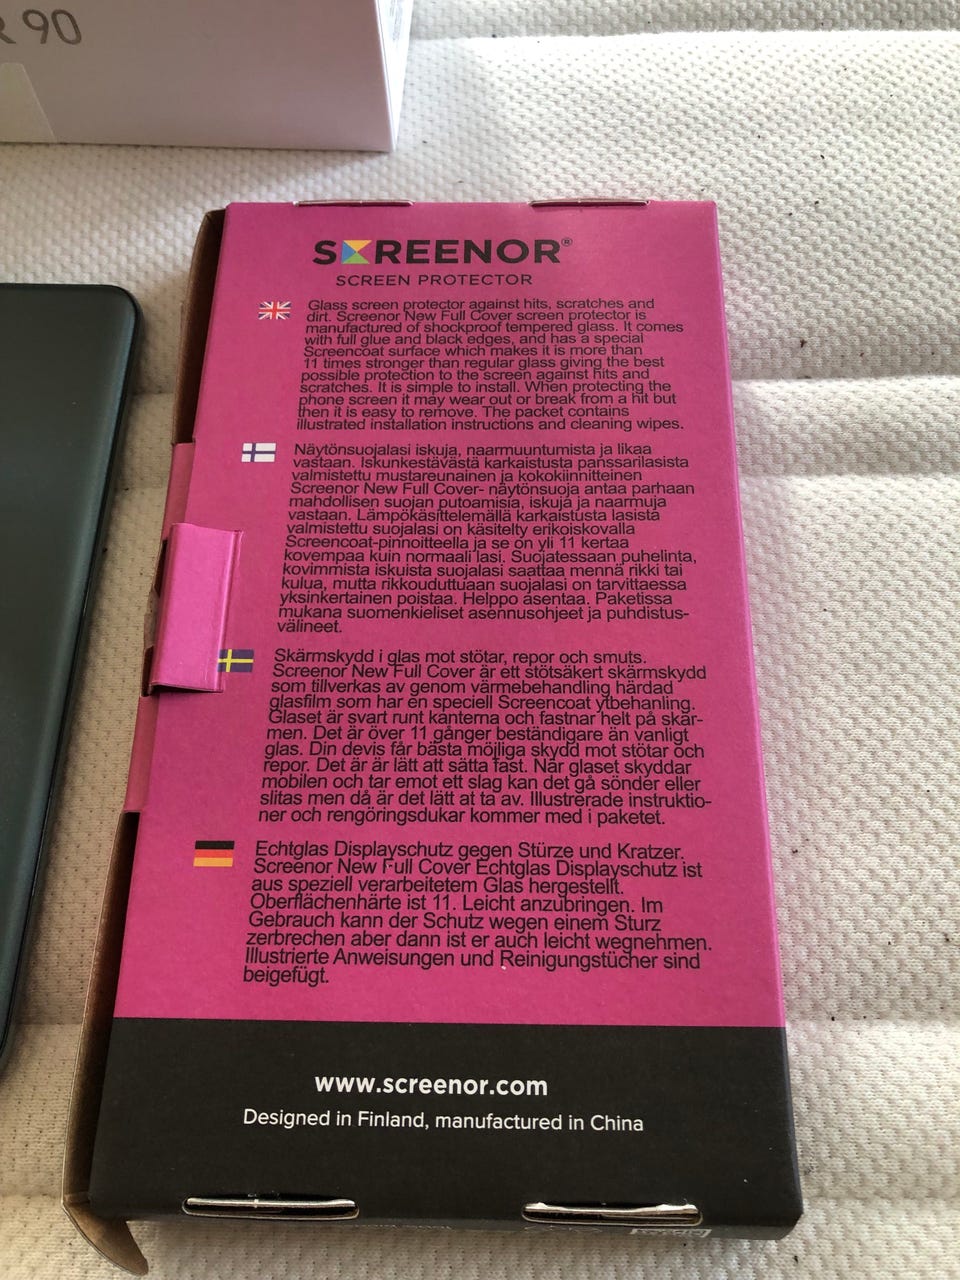 90
SCREENOR®
SCREEN PROTECTOR
Glass screen protector against hits, scratches and
dirt. Screenor New Full Cover screen protector is
manufactured of shockproof tempered glass. It comes
with full glue and black edges, and has a special
Screencoat surface which makes it is more than
11 times stronger than regular glass giving the best
possible protection to the screen against hits and
scratches. It is simple to install. When protecting the
phone screen it may wear out or break from a hit but
then it is easy to remove. The packet contains
illustrated installation instructions and cleaning wipes.
Näytönsuojalasi iskuja, naarmuuntumista ja likaa
vastaan. Iskunkestävästä karkaistusta panssarilasista
valmistettu mustareunainen ja kokokiinnitteinen
Screenor New Full Cover- näytönsuoja antaa parhaan
mahdollisen suojan putoamisia, iskuja ja naarmuja
vastaan. Lämpökäsittelemällä karkaistusta lasista
valmistettu suojalasi on käsitelty erikoiskovalla
Screencoat-pinnoitteella ja se on yli 11 kertaa
kovempaa kuin normaali lasi. Suojatessaan puhelinta,
kovimmista iskuista suojalasi saattaa mennä rikki tai
kulua, mutta rikkouduttuaan suojalasi on tarvittaessa
yksinkertainen poistaa. Helppo asentaa. Paketissa
mukana suomenkieliset asennusohjeet ja puhdistus-
välineet.
Skärmskydd i glas mot stötar, repor och smuts.
Screenor New Full Cover är ett stötsäkert skärmskydd
som tillverkas av genom värmebehandling härdad
glasfilm som har en speciell Screencoat ytbehanling.
Glaset är svart runt kanterna och fastnar helt på skär-
men. Det är över 11 gånger beständigare än vanligt
glas. Din devis får bästa möjliga skydd mot stötar och
repor. Det är är lätt att sätta fast. När glaset skyddar
mobilen och tar emot ett slag kan det gå sönder eller
slitas men då är det lätt at ta av. Illustrerade instruktio-
ner och rengöringsdukar kommer med i paketet.
Echtglas Displayschutz gegen Stürze und Kratzer.
Screenor New Full Cover Echtglas Displayschutz ist
aus speziell verarbeitetem Glas hergestellt.
Oberflächenhärte ist 11. Leicht anzubringen. Im
Gebrauch kann der Schutz wegen einem Sturz
zerbrechen aber dann ist er auch leicht wegnehmen.
Illustrierte Anweisungen und Reinigungstücher sind
beigefügt.
www.screenor.com
Designed in Finland, manufactured in China